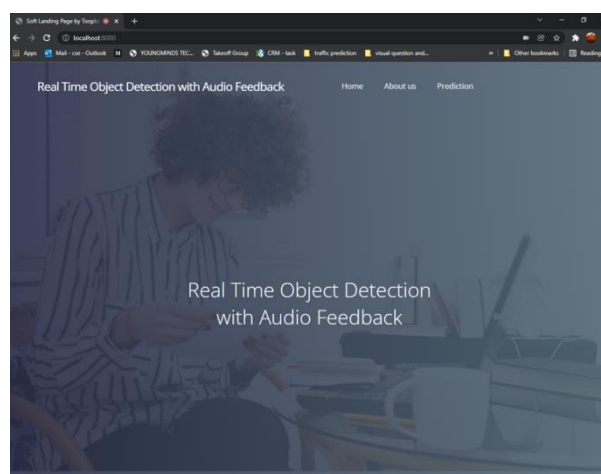 Soft Landing Page by Tooplate
localhost:8000
Apps Mail - cse - Outlook M YOUNGMINDS TEC... Takeoff Group CRM - task traffic prediction visual question and... » Other bookmarks Reading
Real Time Object Detection with Audio Feedback Home About us Prediction
Real Time Object Detection
with Audio Feedback